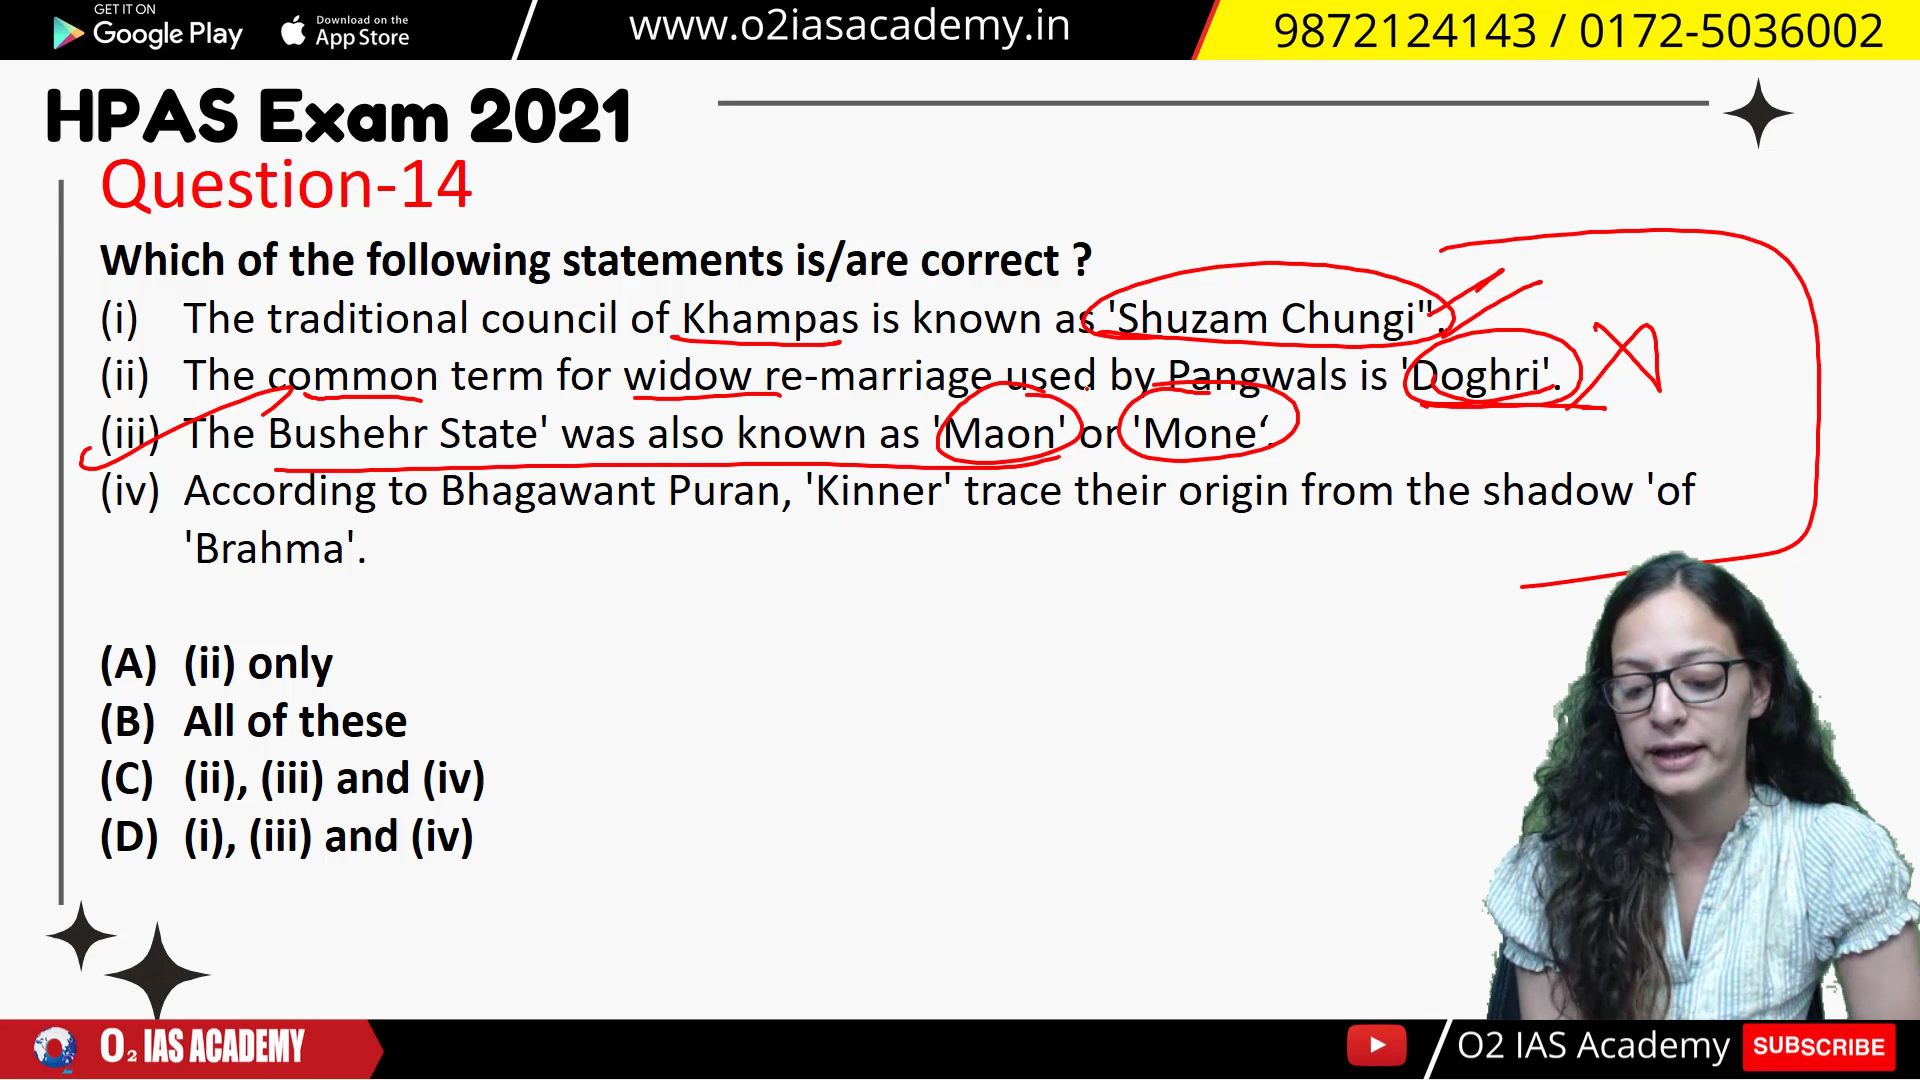 GET IT ON
Google Play
Download on the
App Store
www.o2iasacademy.in
9872124143 / 0172-5036002
HPAS Exam 2021
Question-14
Which of the following statements is/are correct ?
(i) The traditional council of Khampas is known as 'Shuzam Chungi".
(ii) The common term for widow re-marriage used by Pangwals is 'Doghri'.
(iii) The Bushehr State' was also known as 'Maon' or 'Mone‘.
(iv) According to Bhagawant Puran, 'Kinner' trace their origin from the shadow 'of
'Brahma'.
(A) (ii) only
(B) All of these
(C) (ii), (iii) and (iv)
(D) (i), (iii) and (iv)
O2 IAS ACADEMY
O2 IAS Academy
SUBSCRIBE